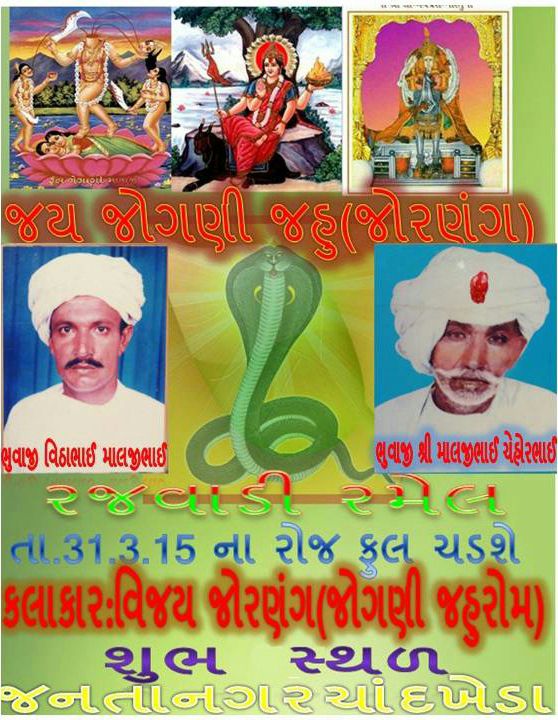 જય જોગણી જહુ(જોરણંગ)
ભુવાજી વિઠાભાઈ માલજીભાઈ
ભુવાજી શ્રી માલજીભાઈ ચેહોરભાઈ
રજવાડી રમેલ
તા.31.3.15 ના રોજ ફુલ ચડશે
કલાકાર:વિજય જોરણંગ(જોગણી જહુરોમ)
શુભ સ્થળ
જનતાનગરચાંદખેડા